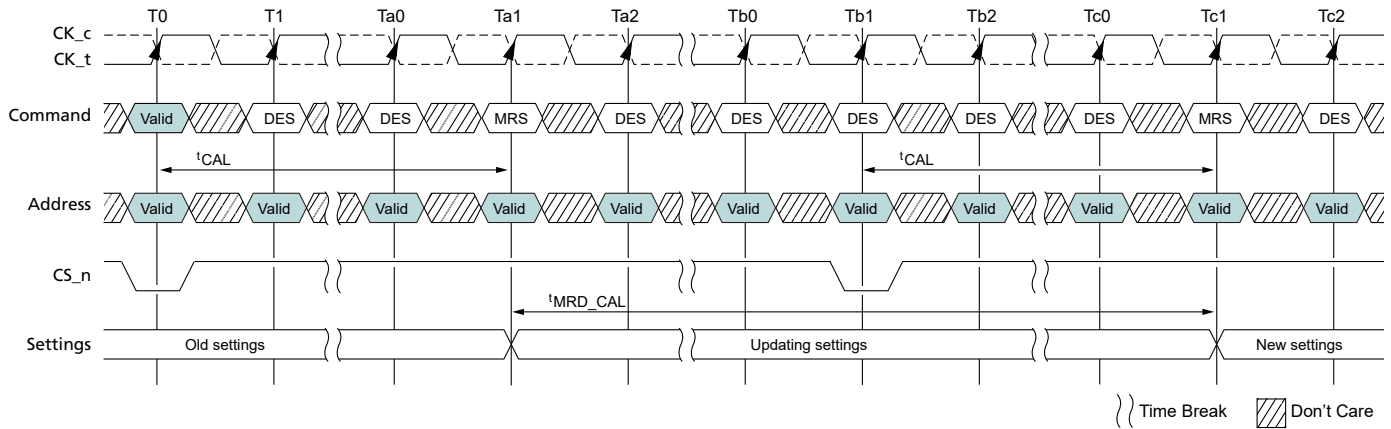 T0 T1 Ta0 Ta1 Ta2 Tb0 Tb1 Tb2 Tc0 Tc1 Tc2
CK_c
CK_t
Command Valid DES DES MRS DES DES DES DES DES MRS DES
tCAL tCAL
Address Valid Valid Valid Valid Valid Valid Valid Valid Valid Valid Valid
CS_n
tMRD_CAL
Settings Old settings Updating settings New settings
Time Break Don't Care